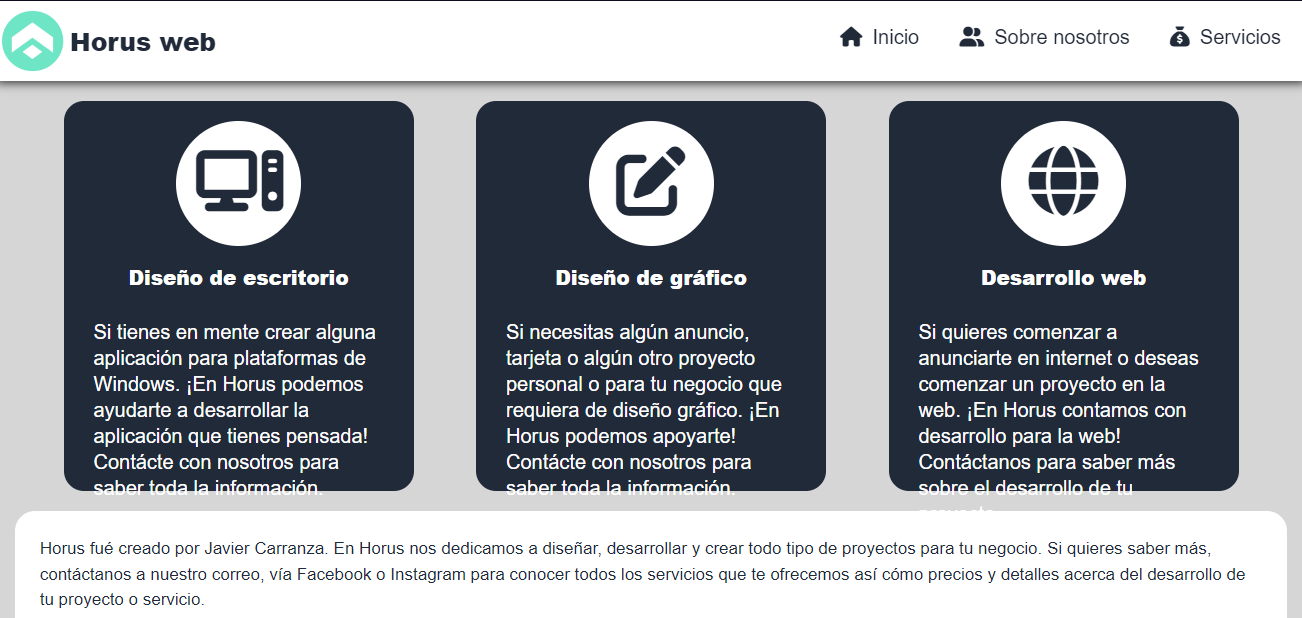 Horus web
Inicio
Sobre nosotros
Servicios
Diseño de escritorio
Si tienes en mente crear alguna
aplicación para plataformas de
Windows. ¡En Horus podemos
ayudarte a desarrollar la
aplicación que tienes pensada!
Contácte con nosotros para
saber toda la información.
Diseño de gráfico
Si necesitas algún anuncio,
tarjeta o algún otro proyecto
personal o para tu negocio que
requiera de diseño gráfico. ¡En
Horus podemos apoyarte!
Contácte con nosotros para
saber toda la información.
Desarrollo web
Si quieres comenzar a
anunciarte en internet o deseas
comenzar un proyecto en la
web. ¡En Horus contamos con
desarrollo para la web!
Contáctanos para saber más
sobre el desarrollo de tu
Horus fué creado por Javier Carranza. En Horus nos dedicamos a diseñar, desarrollar y crear todo tipo de proyectos para tu negocio. Si quieres saber más,
contáctanos a nuestro correo, vía Facebook o Instagram para conocer todos los servicios que te ofrecemos así cómo precios y detalles acerca del desarrollo de
tu proyecto o servicio.